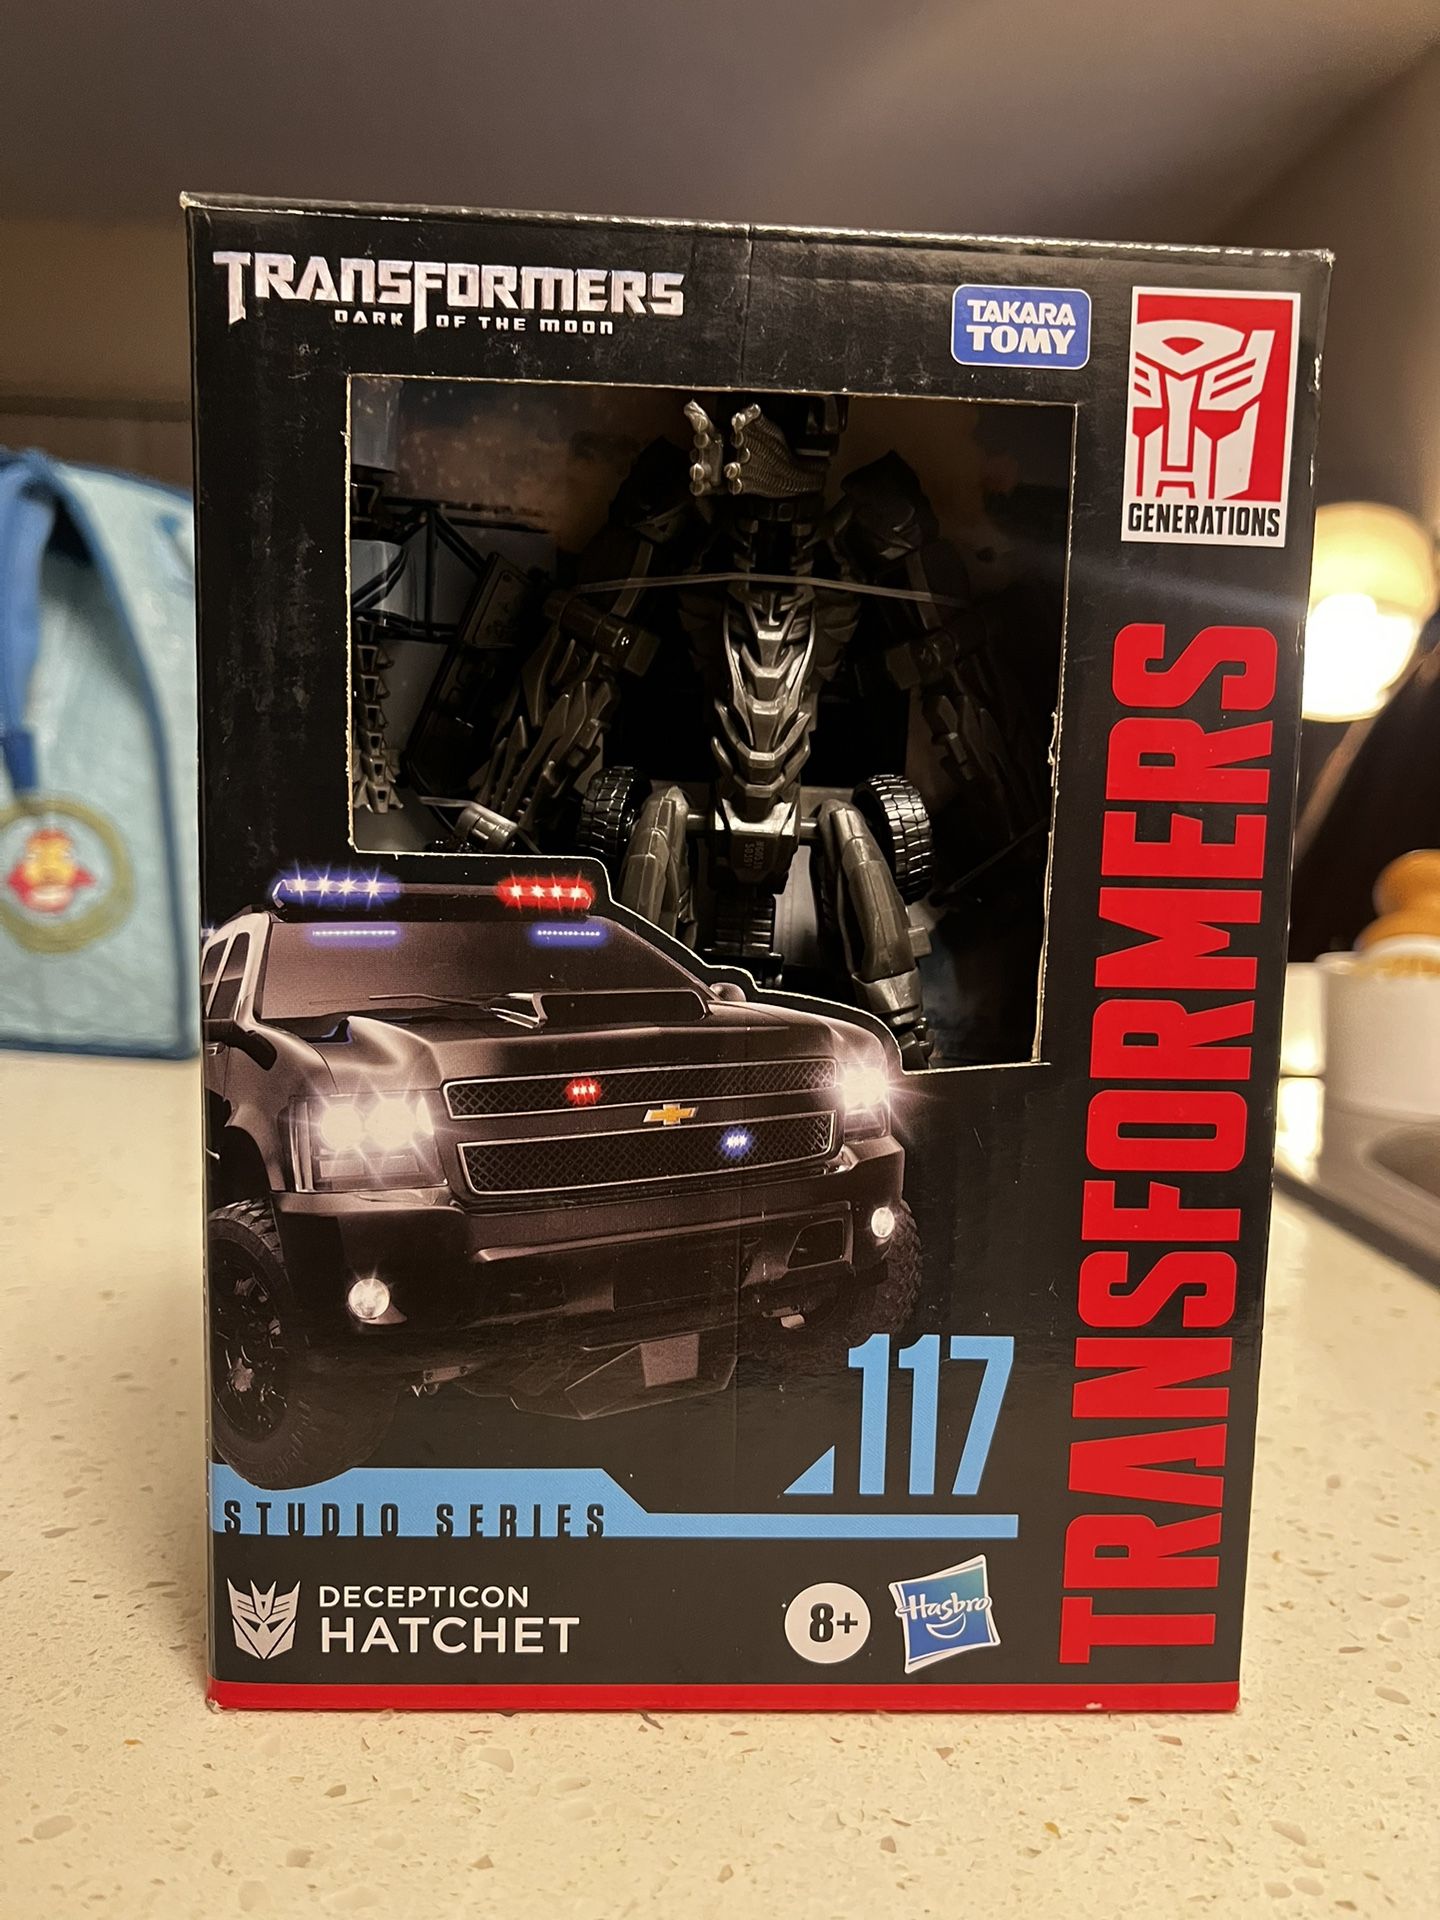 TRANSFORMERS
DARK OF THE MOON
TAKARA
TOMY
GENERATIONS
TRANSFORMERS
117
STUDIO SERIES
DECEPTICON
HATCHET
8+
Hasbro